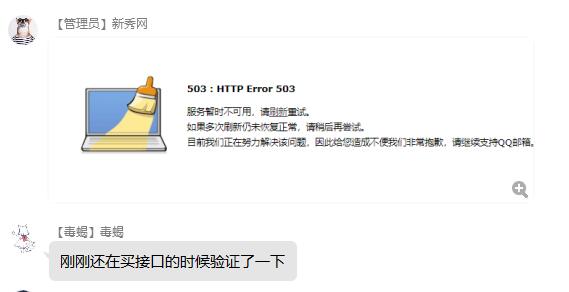 【管理员】新秀网
503：HTTP Error 503
服务暂时不可用，请刷新重试。
如果多次刷新仍未恢复正常，请稍后再尝试。
目前我们正在努力解决该问题，因此给您造成不便我们非常抱歉，请继续支持QQ邮箱。
【毒蝎】毒蝎
刚刚还在买接口的时候验证了一下